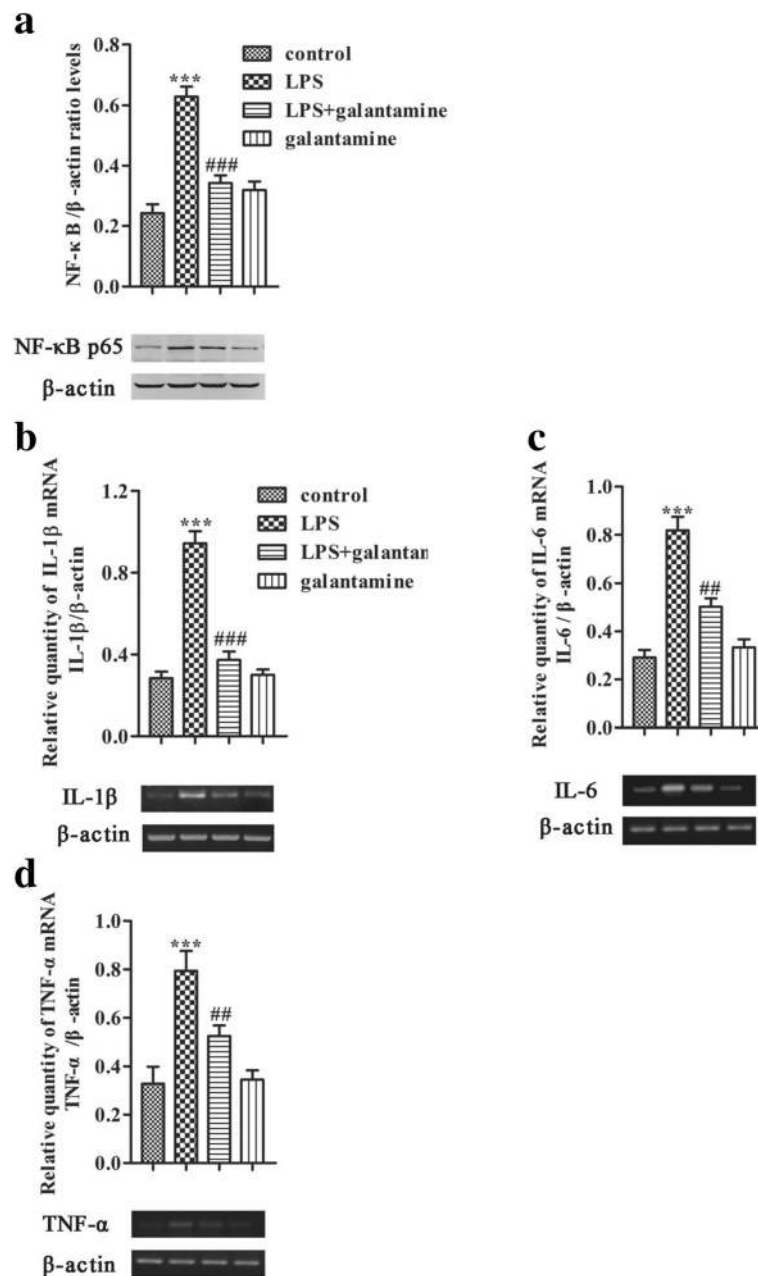 a
NF-κ B /β -actin ratio levels
0.8
0.6
0.4
0.2
0.0
***
###
control
LPS
LPS+galantamine
galantamine
NF-κB p65
β-actin
b
Relative quantity of IL-1β mRNA
IL-1β/β-actin
1.2
0.8
0.4
0.0
***
###
control
LPS
LPS+galantan
galantamine
IL-1β
β-actin
c
Relative quantity of IL-6 mRNA
IL-6 / β -actin
1.0
0.8
0.6
0.4
0.2
0.0
***
##
IL-6
β-actin
d
Relative quantity of TNF-α mRNA
TNF-α /β -actin
1.0
0.8
0.6
0.4
0.2
0.0
***
##
TNF-α
β-actin